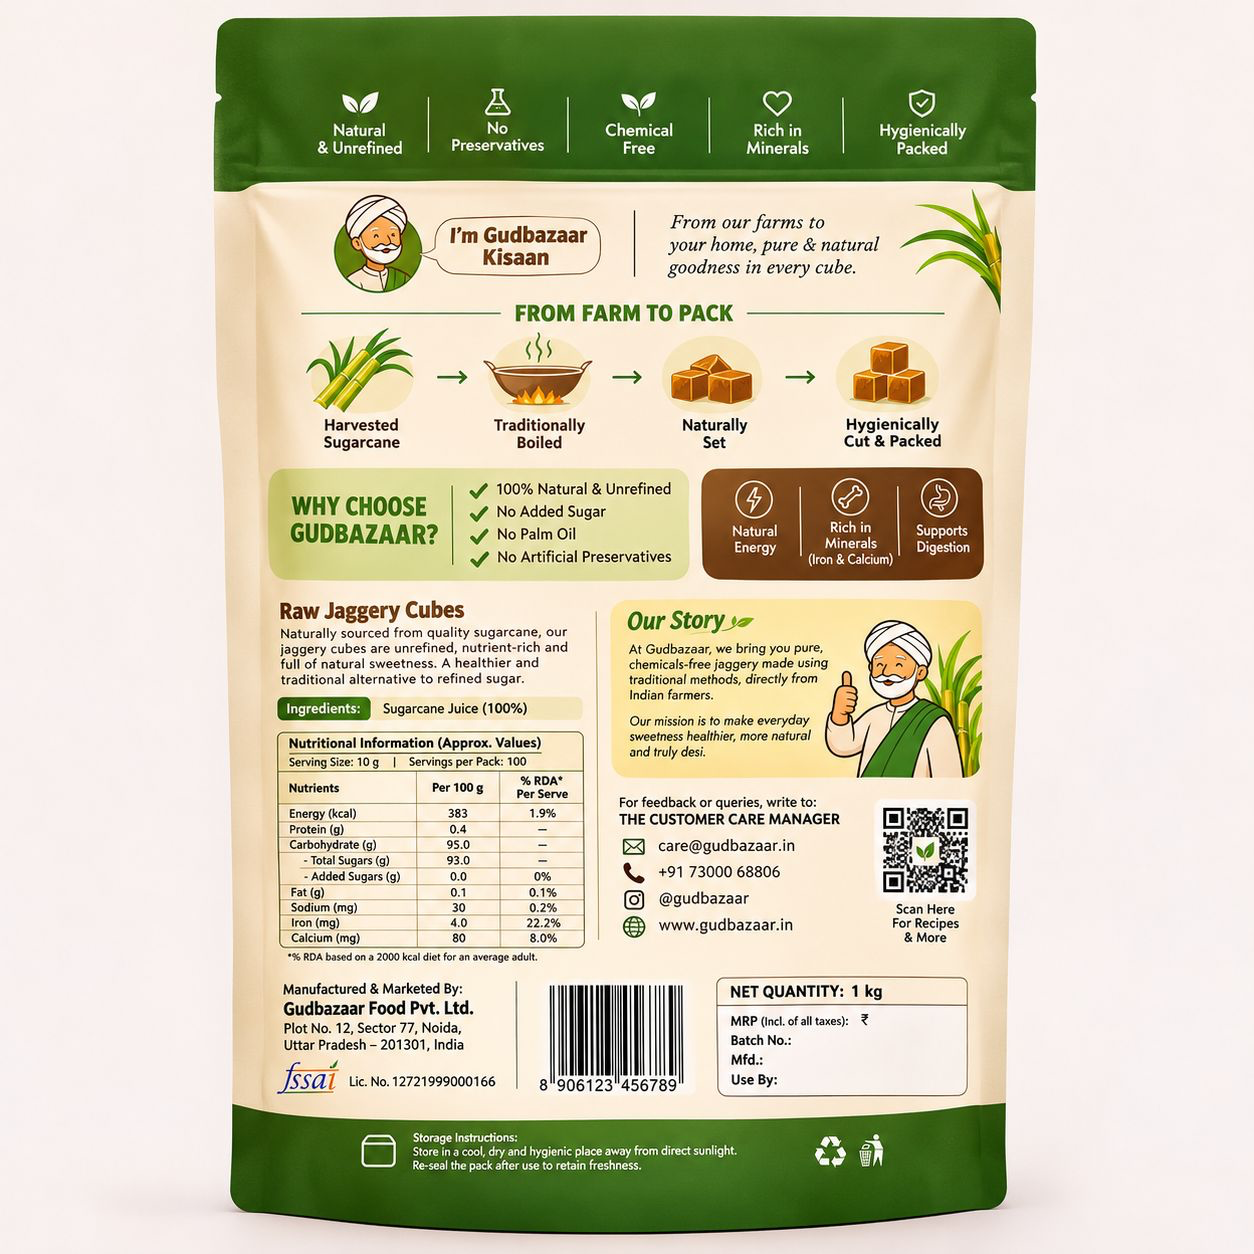 Natural
& Unrefined
No
Preservatives
Chemical
Free
Rich in
Minerals
Hygienically
Packed
I'm Gudbazaar
Kisaan
From our farms to
your home, pure & natural
goodness in every cube.
FROM FARM TO PACK
Harvested
Sugarcane
Traditionally
Boiled
Naturally
Set
Hygienically
Cut & Packed
WHY CHOOSE
GUDBAZAAR?
100% Natural & Unrefined
No Added Sugar
No Palm Oil
No Artificial Preservatives
Natural
Energy
Rich in
Minerals
(Iron & Calcium)
Supports
Digestion
Raw Jaggery Cubes
Naturally sourced from quality sugarcane, our
jaggery cubes are unrefined, nutrient-rich and
full of natural sweetness. A healthier and
traditional alternative to refined sugar.
Ingredients: Sugarcane Juice (100%)
Nutritional Information (Approx. Values)
Serving Size: 10 g | Servings per Pack: 100
Nutrients Per 100 g % RDA* Per Serve
Energy (kcal) 383 1.9%
Protein (g) 0.4 –
Carbohydrate (g) 95.0 –
- Total Sugars (g) 93.0 –
- Added Sugars (g) 0.0 0%
Fat (g) 0.1 0.1%
Sodium (mg) 30 0.2%
Iron (mg) 4.0 22.2%
Calcium (mg) 80 8.0%
*% RDA based on a 2000 kcal diet for an average adult.
Our Story
At Gudbazaar, we bring you pure,
chemicals-free jaggery made using
traditional methods, directly from
Indian farmers.
Our mission is to make everyday
sweetness healthier, more natural
and truly desi.
For feedback or queries, write to:
THE CUSTOMER CARE MANAGER
care@gudbazaar.in
+91 73000 68806
@gudbazaar
www.gudbazaar.in
Scan Here
For Recipes
& More
Manufactured & Marketed By:
Gudbazaar Food Pvt. Ltd.
Plot No. 12, Sector 77, Noida,
Uttar Pradesh – 201301, India
fssai Lic. No. 12721999000166
8 906123 456789
NET QUANTITY: 1 kg
MRP (Incl. of all taxes): ₹
Batch No.:
Mfd.:
Use By:
Storage Instructions:
Store in a cool, dry and hygienic place away from direct sunlight.
Re-seal the pack after use to retain freshness.